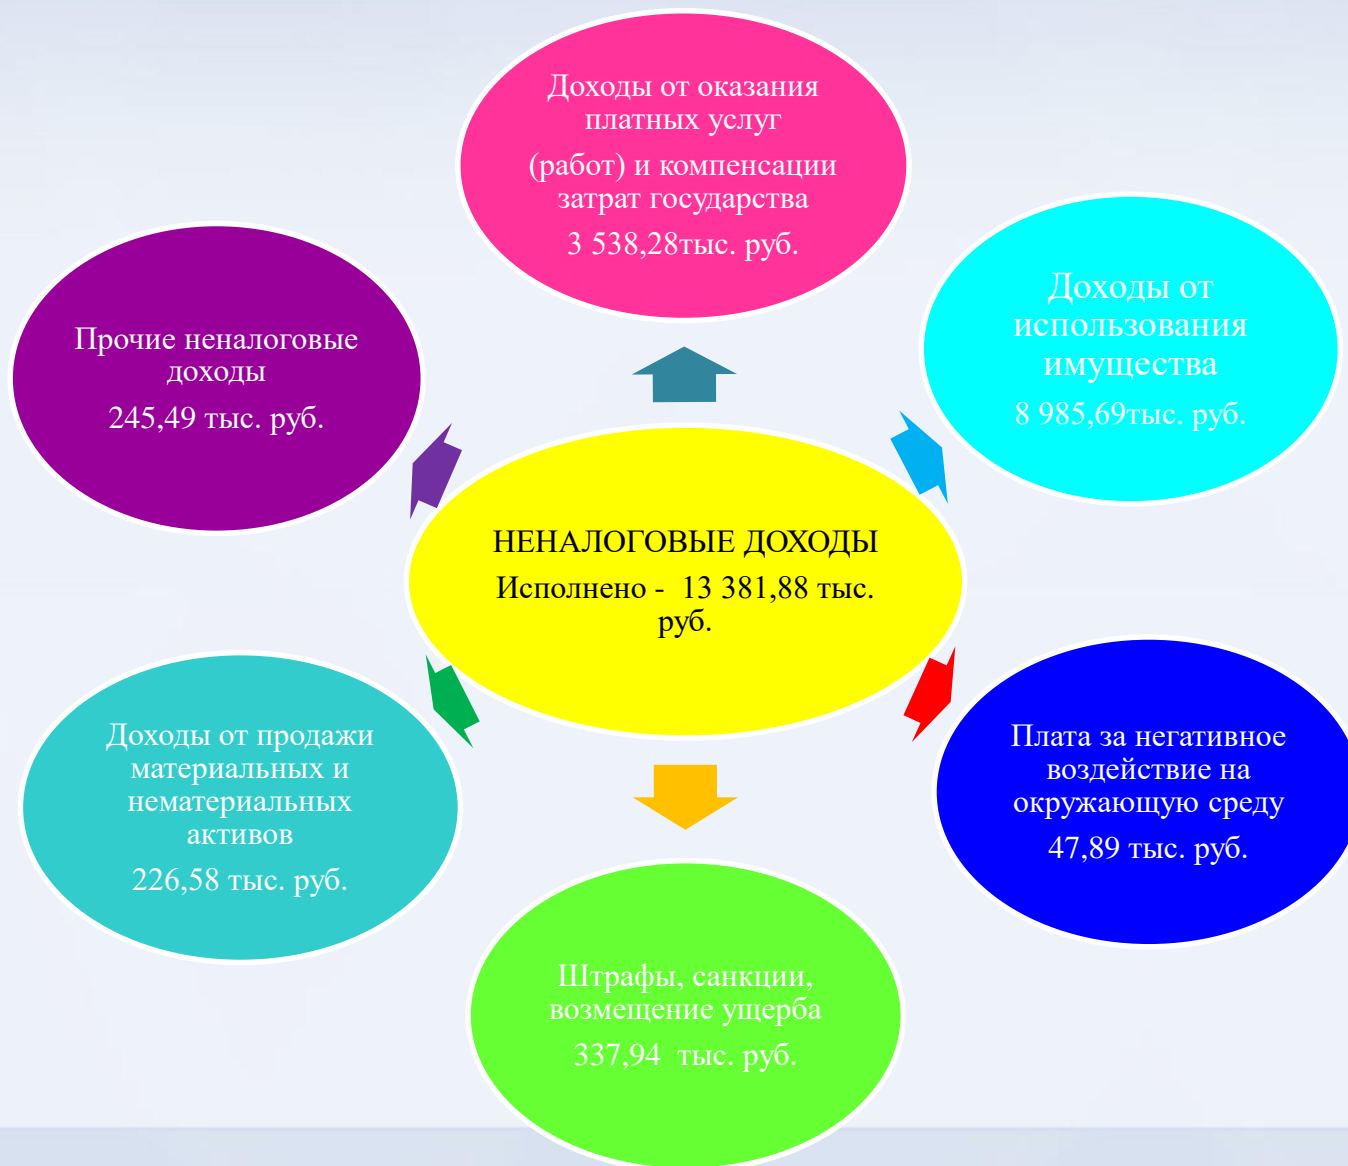 Доходы от оказания
платных услуг
(работ) и компенсации
затрат государства
3 538,28тыс. руб.
Доходы от
использования
имущества
8 985,69тыс. руб.
Прочие неналоговые
доходы
245,49 тыс. руб.
НЕНАЛОГОВЫЕ ДОХОДЫ
Исполнено -  13 381,88 тыс.
руб.
Доходы от продажи
материальных и
нематериальных
активов
226,58 тыс. руб.
Плата за негативное
воздействие на
окружающую среду
47,89 тыс. руб.
Штрафы, санкции,
возмещение ущерба
337,94  тыс. руб.